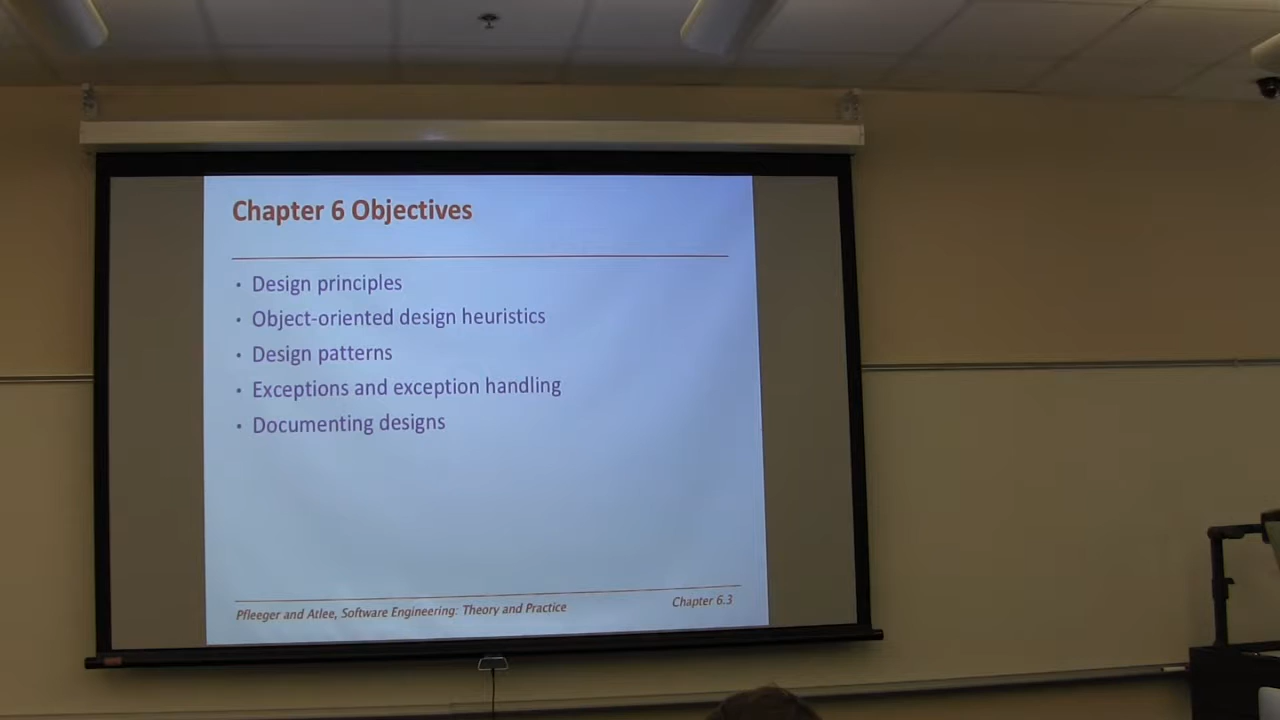 Chapter 6 Objectives
• Design principles
• Object-oriented design heuristics
• Design patterns
• Exceptions and exception handling
• Documenting designs
Pfleeger and Atlee, Software Engineering: Theory and Practice
Chapter 6.3